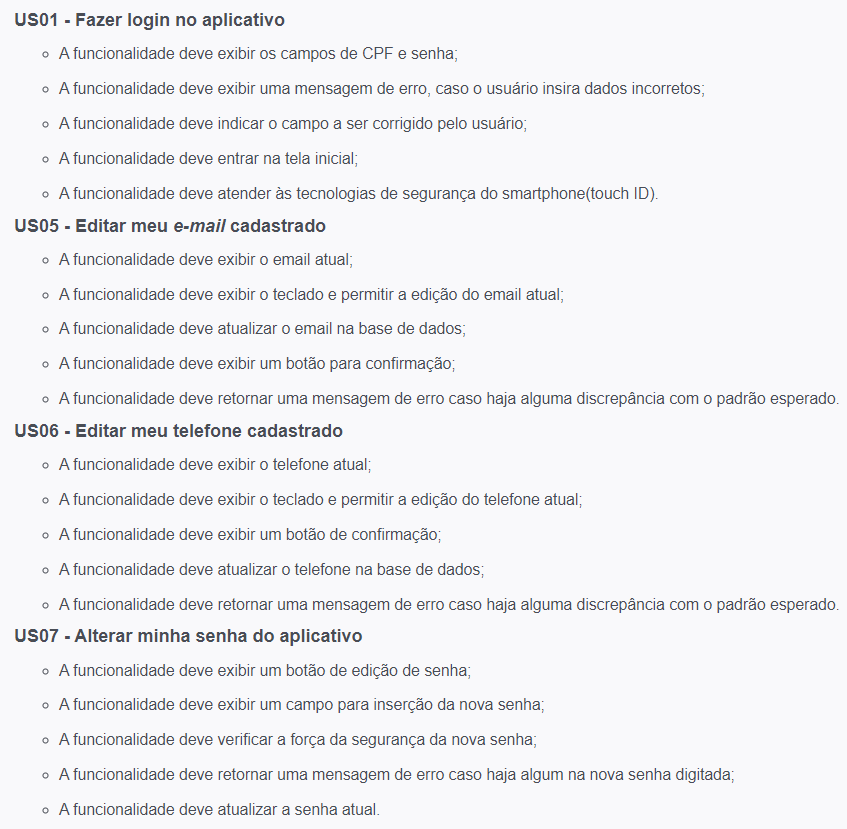 US01 - Fazer login no aplicativo
A funcionalidade deve exibir os campos de CPF e senha;
A funcionalidade deve exibir uma mensagem de erro, caso o usuário insira dados incorretos;
A funcionalidade deve indicar o campo a ser corrigido pelo usuário;
A funcionalidade deve entrar na tela inicial;
A funcionalidade deve atender às tecnologias de segurança do smartphone(touch ID).
US05 - Editar meu e-mail cadastrado
A funcionalidade deve exibir o email atual;
A funcionalidade deve exibir o teclado e permitir a edição do email atual;
A funcionalidade deve atualizar o email na base de dados;
A funcionalidade deve exibir um botão para confirmação;
A funcionalidade deve retornar uma mensagem de erro caso haja alguma discrepância com o padrão esperado.
US06 - Editar meu telefone cadastrado
A funcionalidade deve exibir o telefone atual;
A funcionalidade deve exibir o teclado e permitir a edição do telefone atual;
A funcionalidade deve exibir um botão de confirmação;
A funcionalidade deve atualizar o telefone na base de dados;
A funcionalidade deve retornar uma mensagem de erro caso haja alguma discrepância com o padrão esperado.
US07 - Alterar minha senha do aplicativo
A funcionalidade deve exibir um botão de edição de senha;
A funcionalidade deve exibir um campo para inserção da nova senha;
A funcionalidade deve verificar a força da segurança da nova senha;
A funcionalidade deve retornar uma mensagem de erro caso haja algum na nova senha digitada;
A funcionalidade deve atualizar a senha atual.